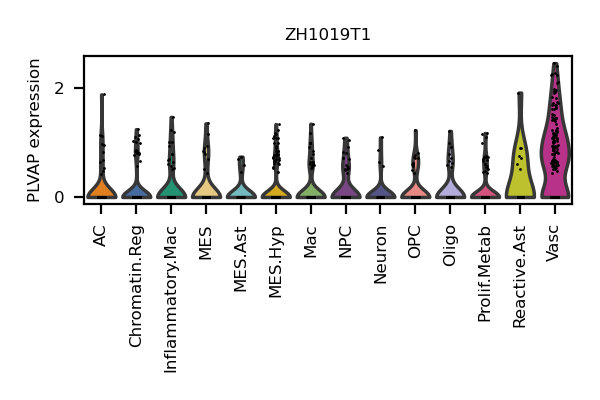 ZH1019T1
PLVAP expression
2
0
AC
Chromatin.Reg
Inflammatory.Mac
MES
MES.Ast
MES.Hyp
Mac
NPC
Neuron
OPC
Oligo
Prolif.Metab
Reactive.Ast
Vasc